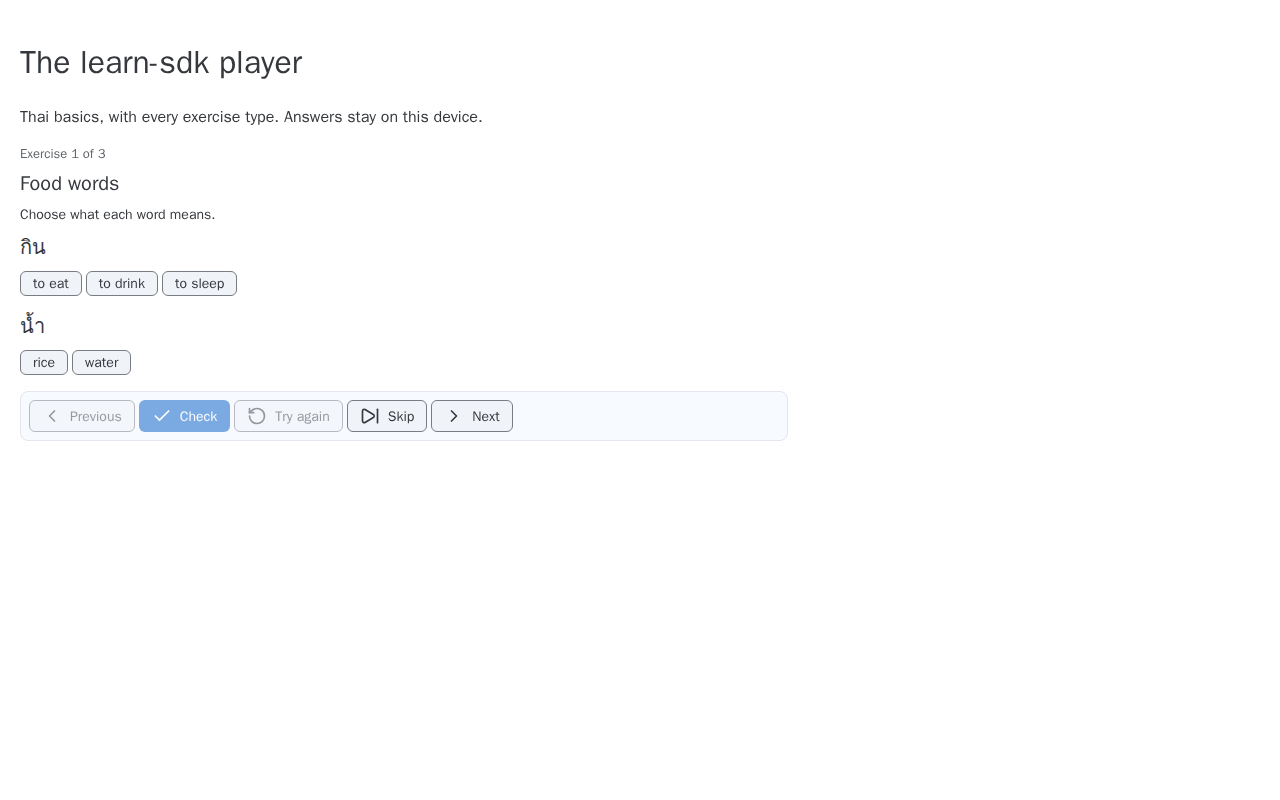 The learn-sdk player
Thai basics, with every exercise type. Answers stay on this device.
Exercise 1 of 3
Food words
Choose what each word means.
กิน
to eat to drink to sleep
น้ำ
rice water
Previous Check Try again Skip Next